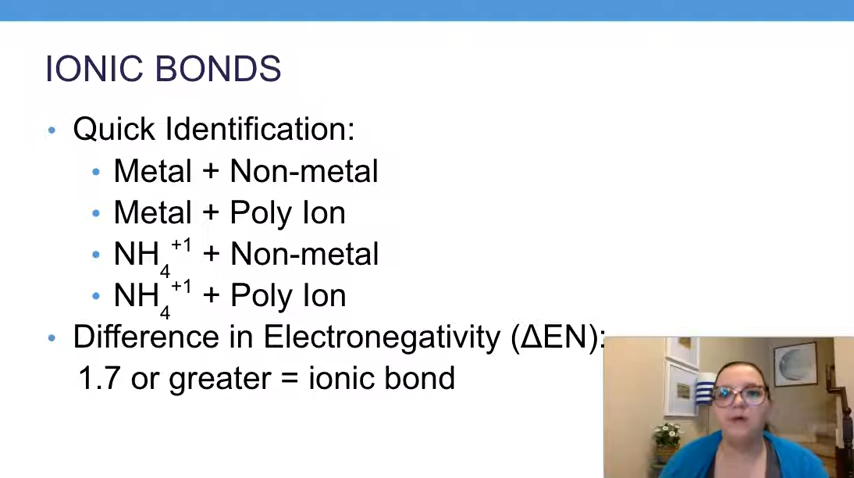 IONIC BONDS
• Quick Identification:
• Metal + Non-metal
• Metal + Poly Ion
• NH₄⁺¹ + Non-metal
• NH₄⁺¹ + Poly Ion
• Difference in Electronegativity (ΔEN):
1.7 or greater = ionic bond